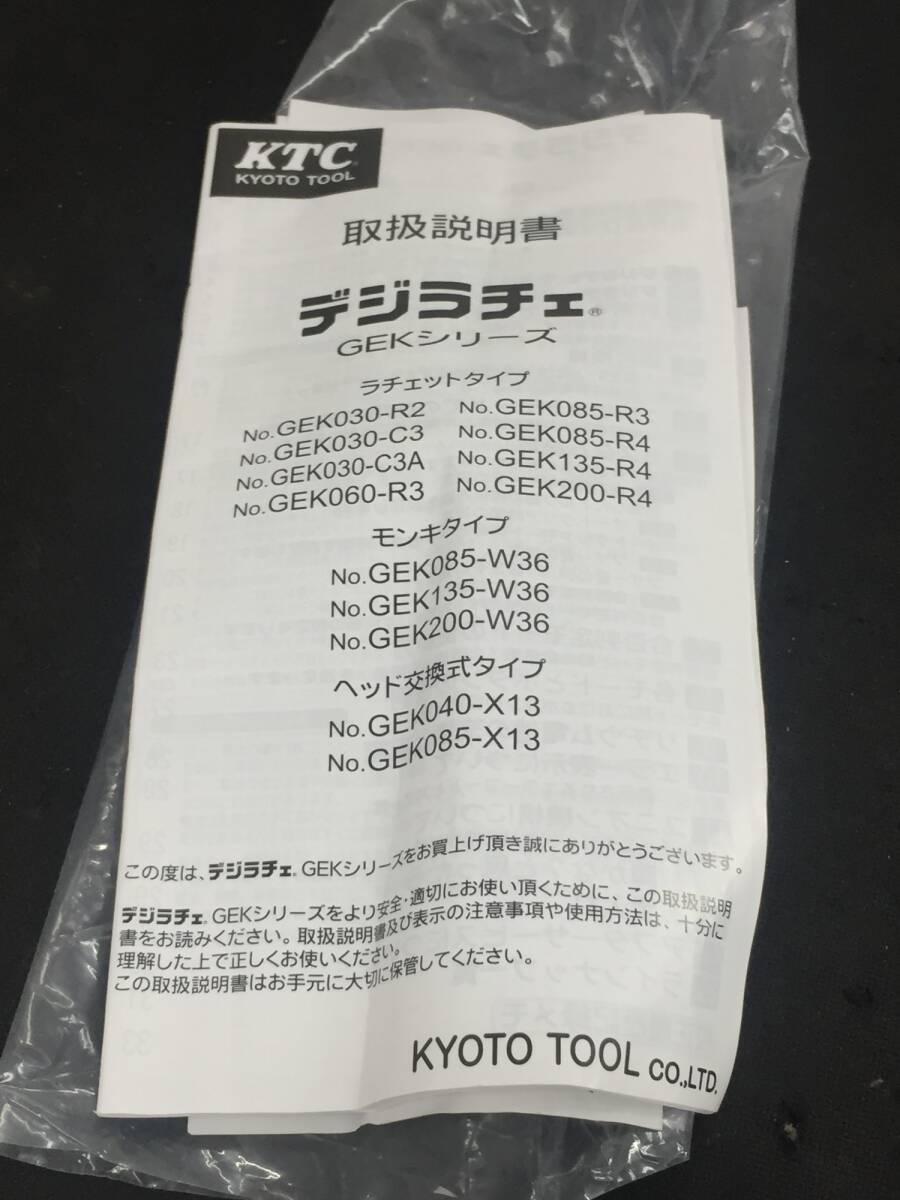 KTC
KYOTO TOOL
取扱説明書
デジラチェ®
GEKシリーズ
ラチェットタイプ
No.GEK030-R2 No.GEK085-R3
No.GEK030-C3 No.GEK085-R4
No.GEK030-C3A No.GEK135-R4
No.GEK060-R3 No.GEK200-R4
モンキタイプ
No.GEK085-W36
No.GEK135-W36
No.GEK200-W36
ヘッド交換式タイプ
No.GEK040-X13
No.GEK085-X13
この度は、デジラチェ®GEKシリーズをお買上げ頂き誠にありがとうございます。
デジラチェ®GEKシリーズをより安全・適切にお使い頂くために、この取扱説明
書をお読みください。取扱説明書及び表示の注意事項や使用方法は、十分に
理解した上で正しくお使いください。
この取扱説明書はお手元に大切に保管してください。
KYOTO TOOL CO.,LTD.